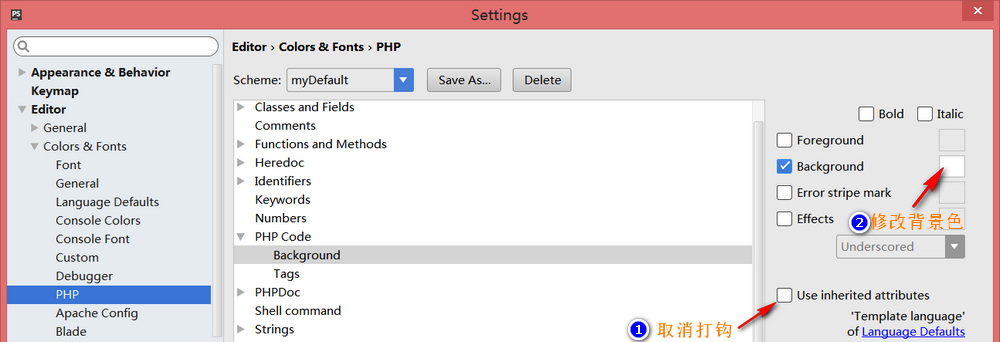 PS
Settings
Appearance & Behavior
Keymap
Editor
General
Colors & Fonts
Font
General
Language Defaults
Console Colors
Console Font
Custom
Debugger
PHP
Apache Config
Blade
Editor › Colors & Fonts › PHP
Scheme: myDefault Save As... Delete
Classes and Fields
Comments
Functions and Methods
Heredoc
Identifiers
Keywords
Numbers
PHP Code
Background
Tags
PHPDoc
Shell command
Strings
Bold Italic
Foreground
Background
Error stripe mark
Effects
2 修改背景色
Underscored
Use inherited attributes
1 取消打钩
'Template language'
of Language Defaults